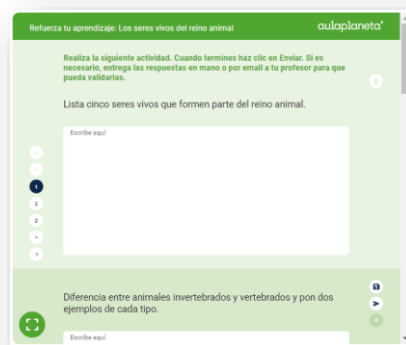 Refuerza tu aprendizaje: Los seres vivos del reino animal
aulaplaneta
Realiza la siguiente actividad. Cuando termines haz clic en Enviar. Si es
necesario, entrega las respuestas en mano o por email a tu profesor para que
pueda validarlas.
Lista cinco seres vivos que formen parte del reino animal.
Escribe aquí
1
2
3
Diferencia entre animales invertebrados y vertebrados y pon dos
ejemplos de cada tipo.
Escribe aquí